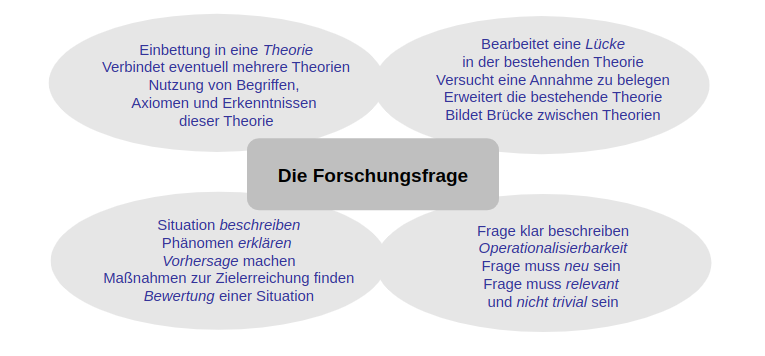 Einbettung in eine Theorie
Verbindet eventuell mehrere Theorien
Nutzung von Begriffen,
Axiomen und Erkenntnissen
dieser Theorie
Bearbeitet eine Lücke
in der bestehenden Theorie
Versucht eine Annahme zu belegen
Erweitert die bestehende Theorie
Bildet Brücke zwischen Theorien
Die Forschungsfrage
Situation beschreiben
Phänomen erklären
Vorhersage machen
Maßnahmen zur Zielerreichung finden
Bewertung einer Situation
Frage klar beschreiben
Operationalisierbarkeit
Frage muss neu sein
Frage muss relevant
und nicht trivial sein